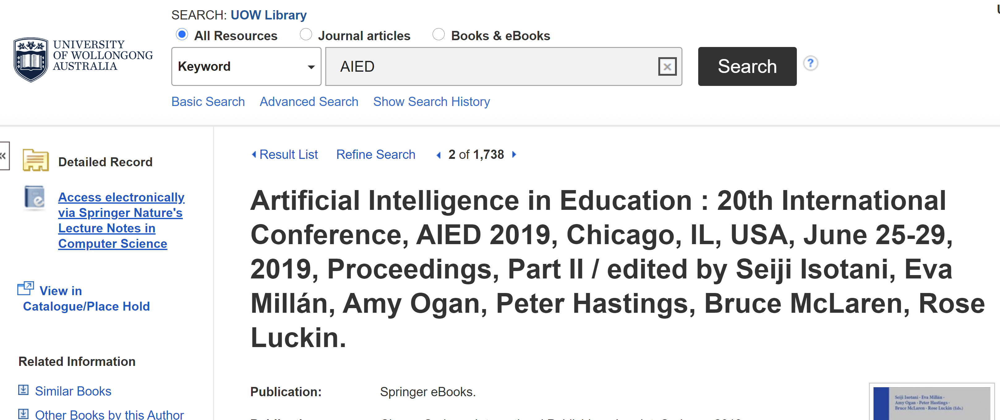 SEARCH: UOW Library
All Resources Journal articles Books & eBooks
UNIVERSITY
OF WOLLONGONG
AUSTRALIA
Keyword AIED Search ?
Basic Search Advanced Search Show Search History
«
Detailed Record
Access electronically
via Springer Nature's
Lecture Notes in
Computer Science
View in
Catalogue/Place Hold
Related Information
Similar Books
Other Books by this Author
Result List Refine Search 2 of 1,738
Artificial Intelligence in Education : 20th International
Conference, AIED 2019, Chicago, IL, USA, June 25-29,
2019, Proceedings, Part II / edited by Seiji Isotani, Eva
Millán, Amy Ogan, Peter Hastings, Bruce McLaren, Rose
Luckin.
Publication: Springer eBooks.
Seiji Isotani · Eva Millán ·
Amy Ogan · Peter Hastings ·
Bruce McLaren · Rose Luckin (Eds.)